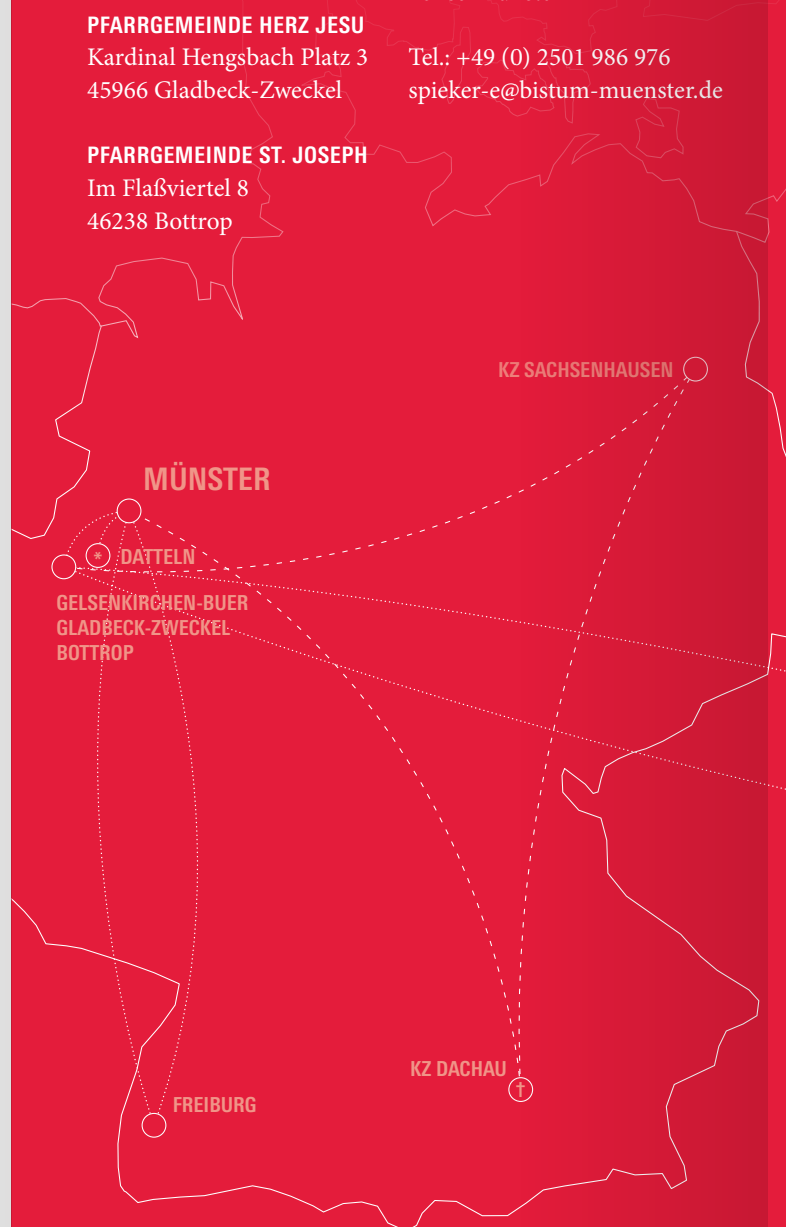 PFARRGEMEINDE HERZ JESU
Kardinal Hengsbach Platz 3
45966 Gladbeck-Zweckel
Tel.: +49 (0) 2501 986 976
spieker-e@bistum-muenster.de
PFARRGEMEINDE ST. JOSEPH
Im Flaßviertel 8
46238 Bottrop
KZ SACHSENHAUSEN
MÜNSTER
* DATTELN
GELSENKIRCHEN-BUER
GLADBECK-ZWECKEL
BOTTROP
KZ DACHAU
†
FREIBURG